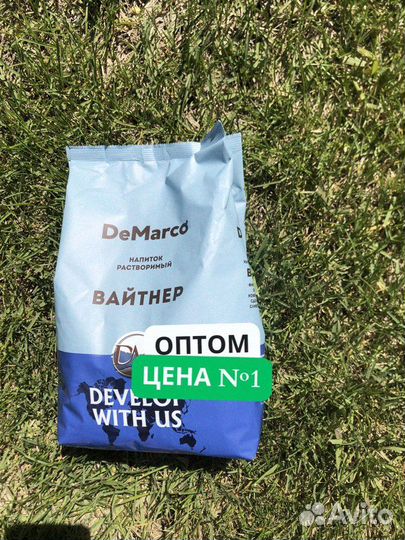 DeMarco
НАПИТОК
РАСТВОРИМЫЙ
ВАЙТНЕР
ОПТОМ
ЦЕНА №1
DEVELOP
WITH US
Avito